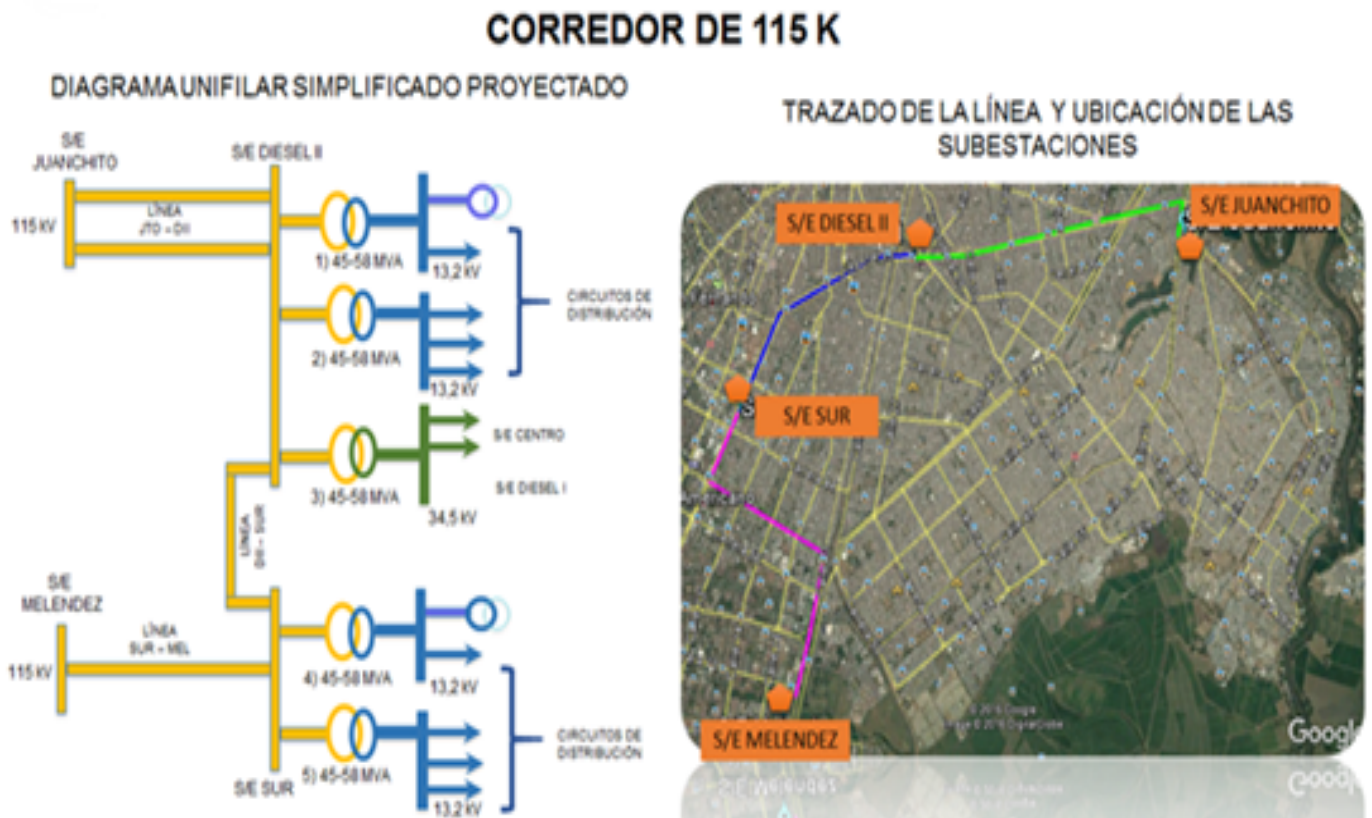 CORREDOR DE 115 K
DIAGRAMA UNIFILAR SIMPLIFICADO PROYECTADO
S/E
JUANCHITO
S/E DIESEL II
115 kV
LÍNEA
JTO – DII
1) 45-58 MVA
13,2 kV
2) 45-58 MVA
13,2 kV
CIRCUITOS DE
DISTRIBUCIÓN
3) 45-58 MVA
34,5 kV
S/E CENTRO
S/E DIESEL I
LÍNEA
DII – SUR
S/E
MELENDEZ
115 kV
LÍNEA
SUR – MEL
4) 45-58 MVA
13,2 kV
5) 45-58 MVA
13,2 kV
CIRCUITOS DE
DISTRIBUCIÓN
S/E SUR
TRAZADO DE LA LÍNEA Y UBICACIÓN DE LAS
SUBESTACIONES
S/E DIESEL II
S/E JUANCHITO
S/E SUR
S/E MELENDEZ
Google